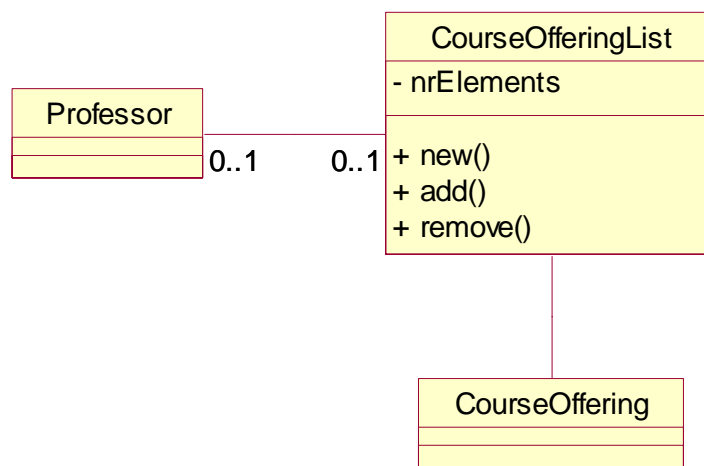 CourseOfferingList
- nrElements
Professor
0..1 0..1
+ new()
+ add()
+ remove()
CourseOffering